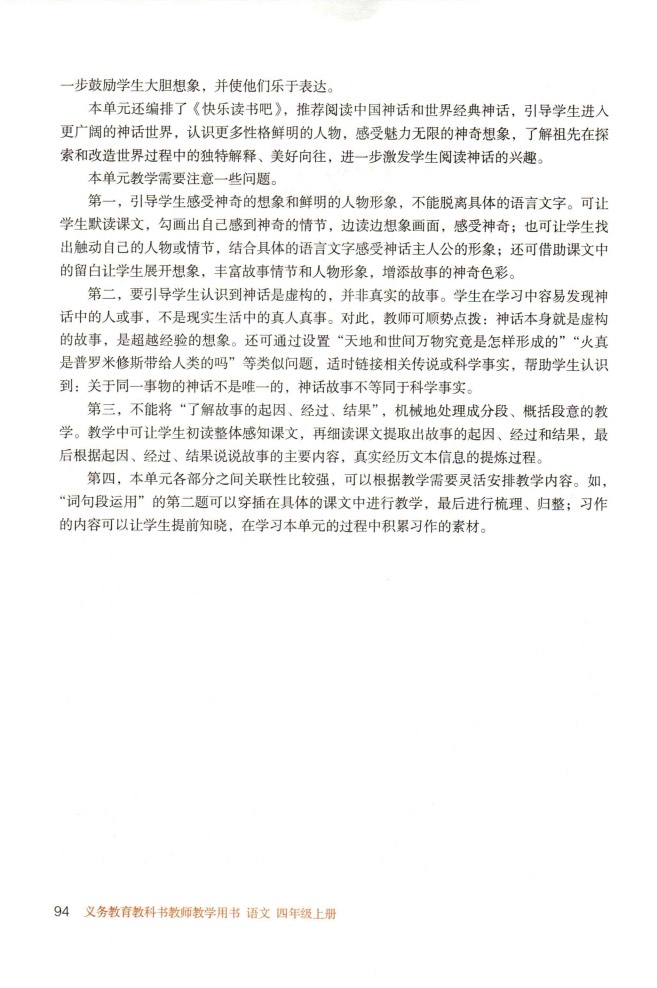 一步鼓励学生大胆想象，并使他们乐于表达。
本单元还编排了《快乐读书吧》，推荐阅读中国神话和世界经典神话，引导学生进入
更广阔的神话世界，认识更多性格鲜明的人物，感受魅力无限的神奇想象，了解祖先在探
索和改造世界过程中的独特解释、美好向往，进一步激发学生阅读神话的兴趣。
本单元教学需要注意一些问题。
第一，引导学生感受神奇的想象和鲜明的人物形象，不能脱离具体的语言文字。可让
学生默读课文，勾画出自己感到神奇的情节，边读边想象画面，感受神奇；也可让学生找
出触动自己的人物或情节，结合具体的语言文字感受神话主人公的形象；还可借助课文中
的留白让学生展开想象，丰富故事情节和人物形象，增添故事的神奇色彩。
第二，要引导学生认识到神话是虚构的，并非真实的故事。学生在学习中容易发现神
话中的人或事，不是现实生活中的真人真事。对此，教师可顺势点拨：神话本身就是虚构
的故事，是超越经验的想象。还可通过设置“天地和世间万物究竟是怎样形成的”“火真
是普罗米修斯带给人类的吗”等类似问题，适时链接相关传说或科学事实，帮助学生认识
到：关于同一事物的神话不是唯一的，神话故事不等同于科学事实。
第三，不能将“了解故事的起因、经过、结果”，机械地处理成分段、概括段意的教
学。教学中可让学生初读整体感知课文，再细读课文提取出故事的起因、经过和结果，最
后根据起因、经过、结果说说故事的主要内容，真实经历文本信息的提炼过程。
第四，本单元各部分之间关联性比较强，可以根据教学需要灵活安排教学内容。如，
“词句段运用”的第二题可以穿插在具体的课文中进行教学，最后进行梳理、归整；习作
的内容可以让学生提前知晓，在学习本单元的过程中积累习作的素材。
94 义务教育教科书教师教学用书 语文 四年级上册